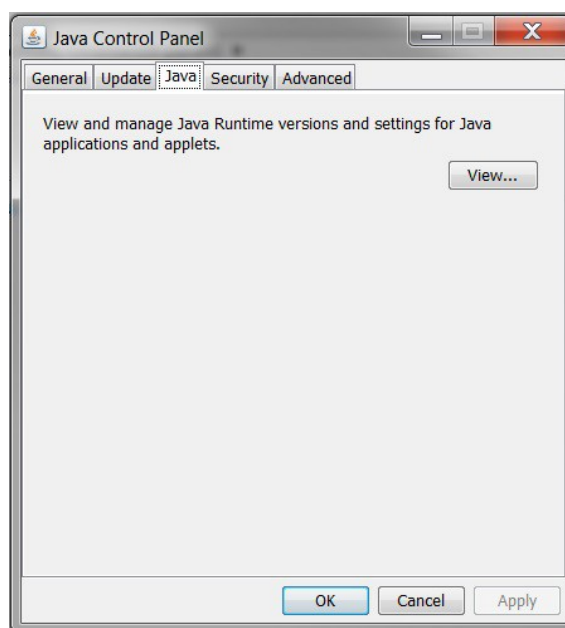 Java Control Panel
General Update Java Security Advanced
View and manage Java Runtime versions and settings for Java
applications and applets.
View...
OK Cancel Apply